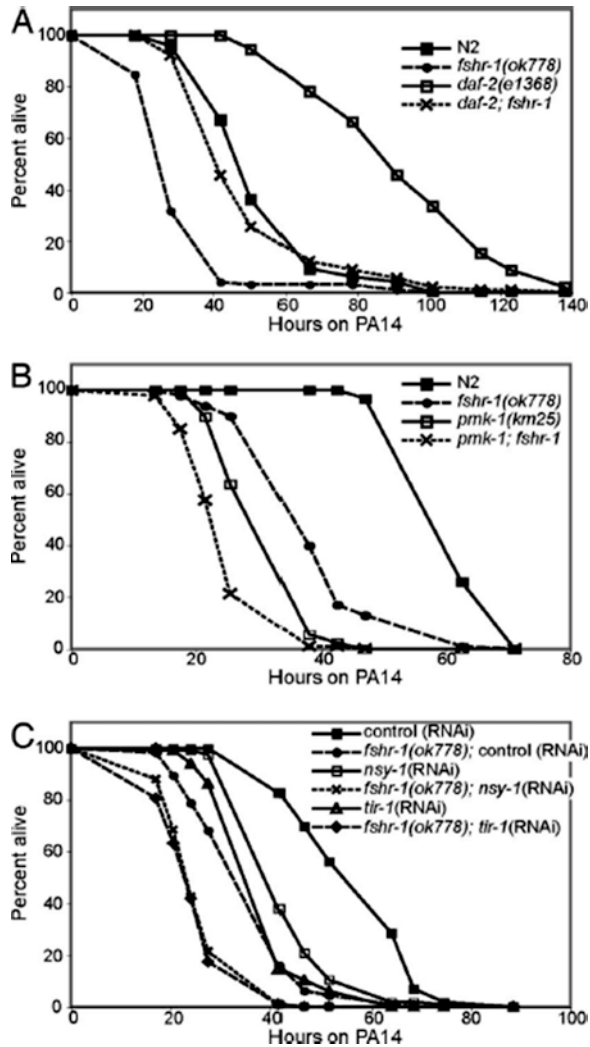 A
Percent alive
100
80
60
40
20
0
N2
fshr-1(ok778)
daf-2(e1368)
daf-2; fshr-1
0 20 40 60 80 100 120 140
Hours on PA14
B
Percent alive
100
80
60
40
20
0
N2
fshr-1(ok778)
pmk-1(km25)
pmk-1; fshr-1
0 20 40 60 80
Hours on PA14
C
Percent alive
100
80
60
40
20
0
control (RNAi)
fshr-1(ok778); control (RNAi)
nsy-1(RNAi)
fshr-1(ok778); nsy-1(RNAi)
tir-1(RNAi)
fshr-1(ok778); tir-1(RNAi)
0 20 40 60 80 100
Hours on PA14